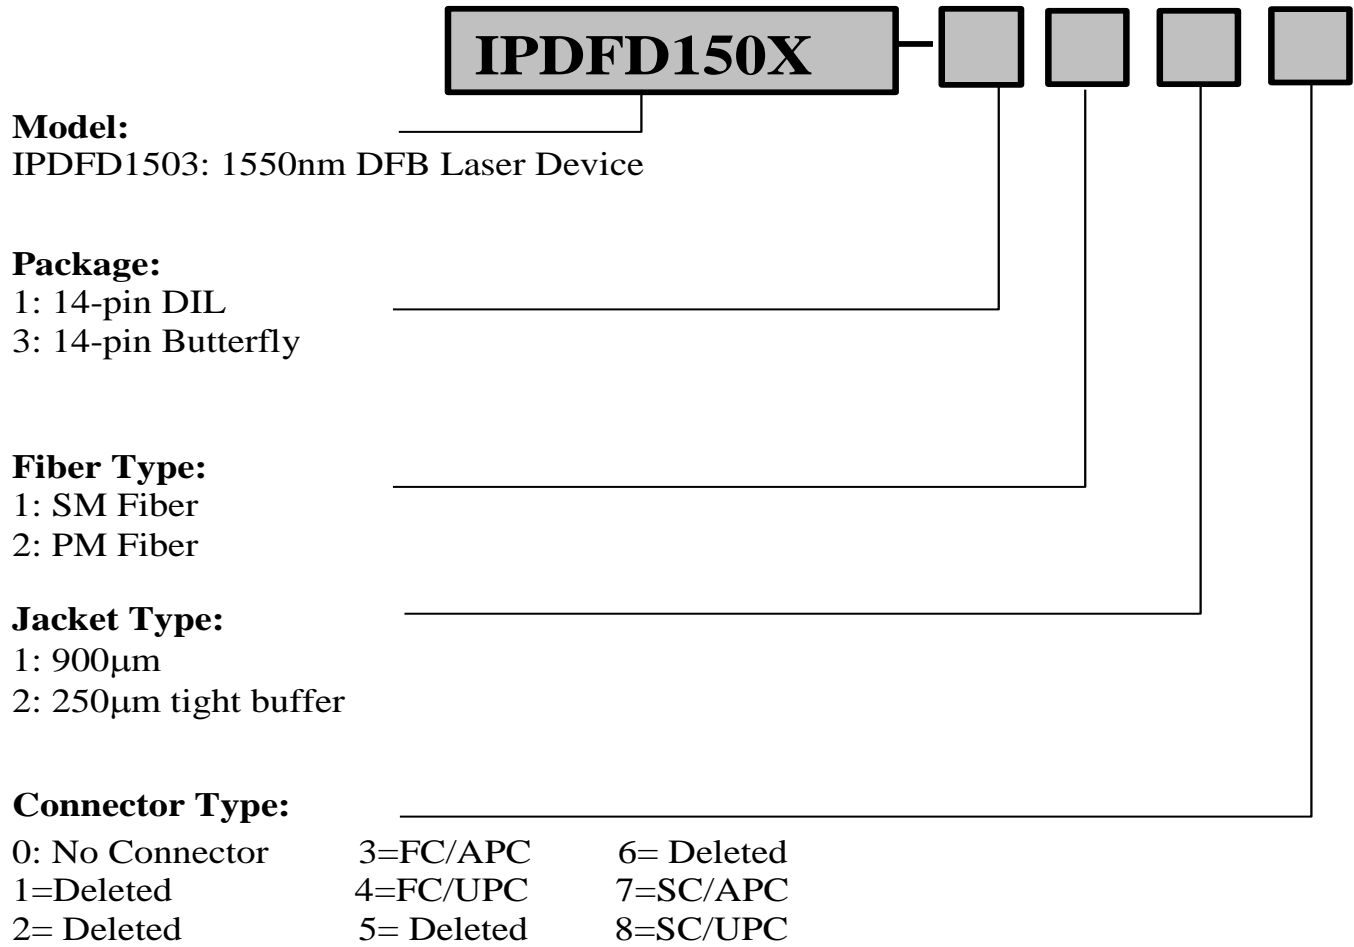 IPDFD150X
Model:
IPDFD1503: 1550nm DFB Laser Device
Package:
1: 14-pin DIL
3: 14-pin Butterfly
Fiber Type:
1: SM Fiber
2: PM Fiber
Jacket Type:
1: 900μm
2: 250μm tight buffer
Connector Type:
0: No Connector 3=FC/APC 6= Deleted
1=Deleted 4=FC/UPC 7=SC/APC
2= Deleted 5= Deleted 8=SC/UPC